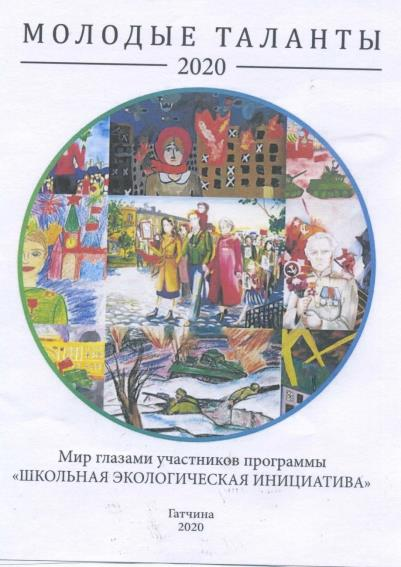 МОЛОДЫЕ ТАЛАНТЫ
2020
Мир глазами участников программы
«ШКОЛЬНАЯ ЭКОЛОГИЧЕСКАЯ ИНИЦИАТИВА»
Гатчина
2020